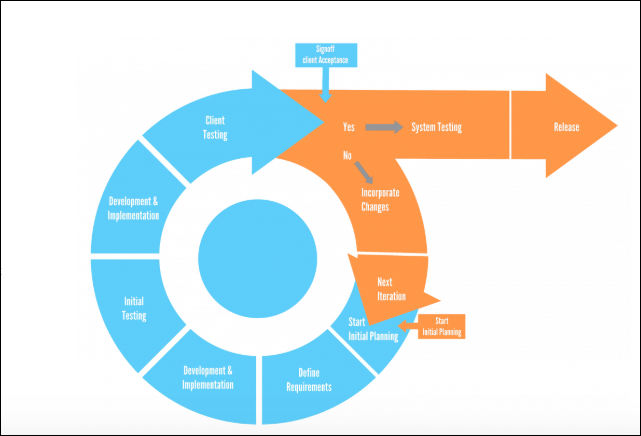 Signoff
client Acceptance
Client
Testing
Yes
System Testing
Release
No
Incorporate
Changes
Development &
Implementation
Next
Iteration
Initial
Testing
Start
Initial Planning
Start
Initial Planning
Development &
Implementation
Define
Requirements